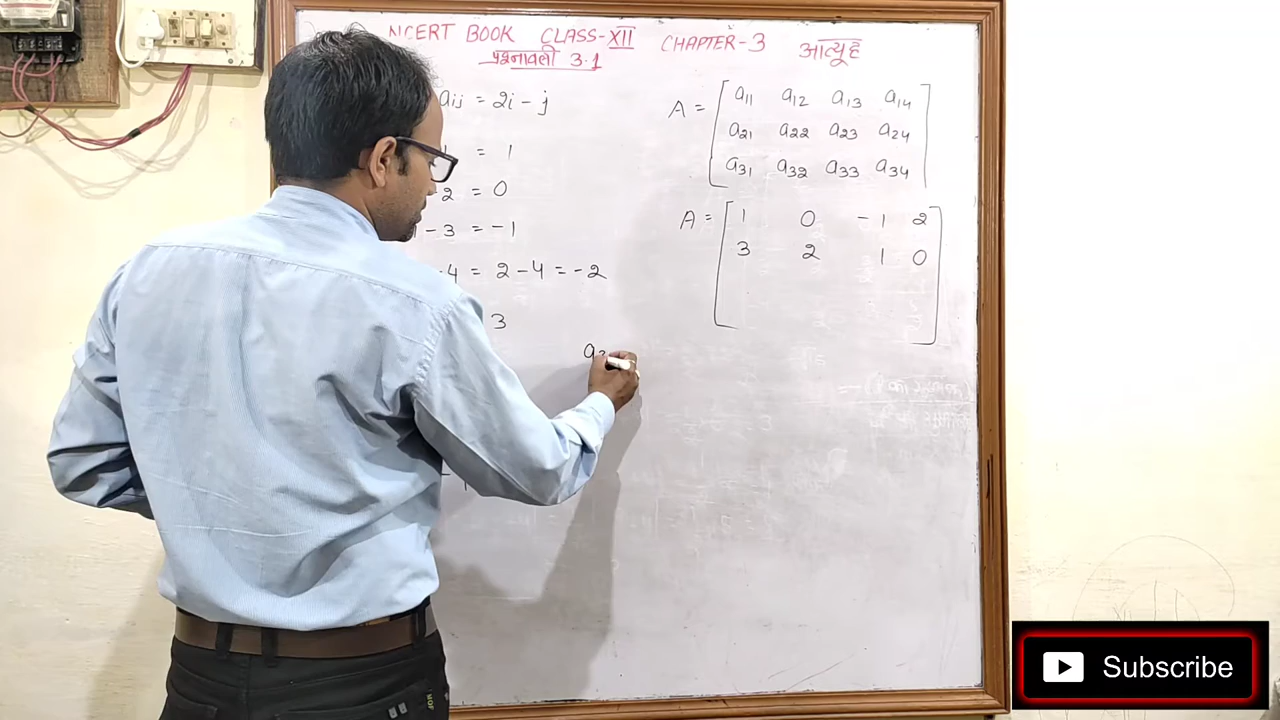 NCERT BOOK CLASS-XII CHAPTER-3 आव्यूह
प्रश्नावली 3.1
aij = 2i - j
= 1
2 = 0
- 3 = -1
-4 = 2-4 = -2
3
a3
A = [ a11 a12 a13 a14
a21 a22 a23 a24
a31 a32 a33 a34 ]
A = [ 1 0 -1 2
3 2 1 0 ]
Subscribe